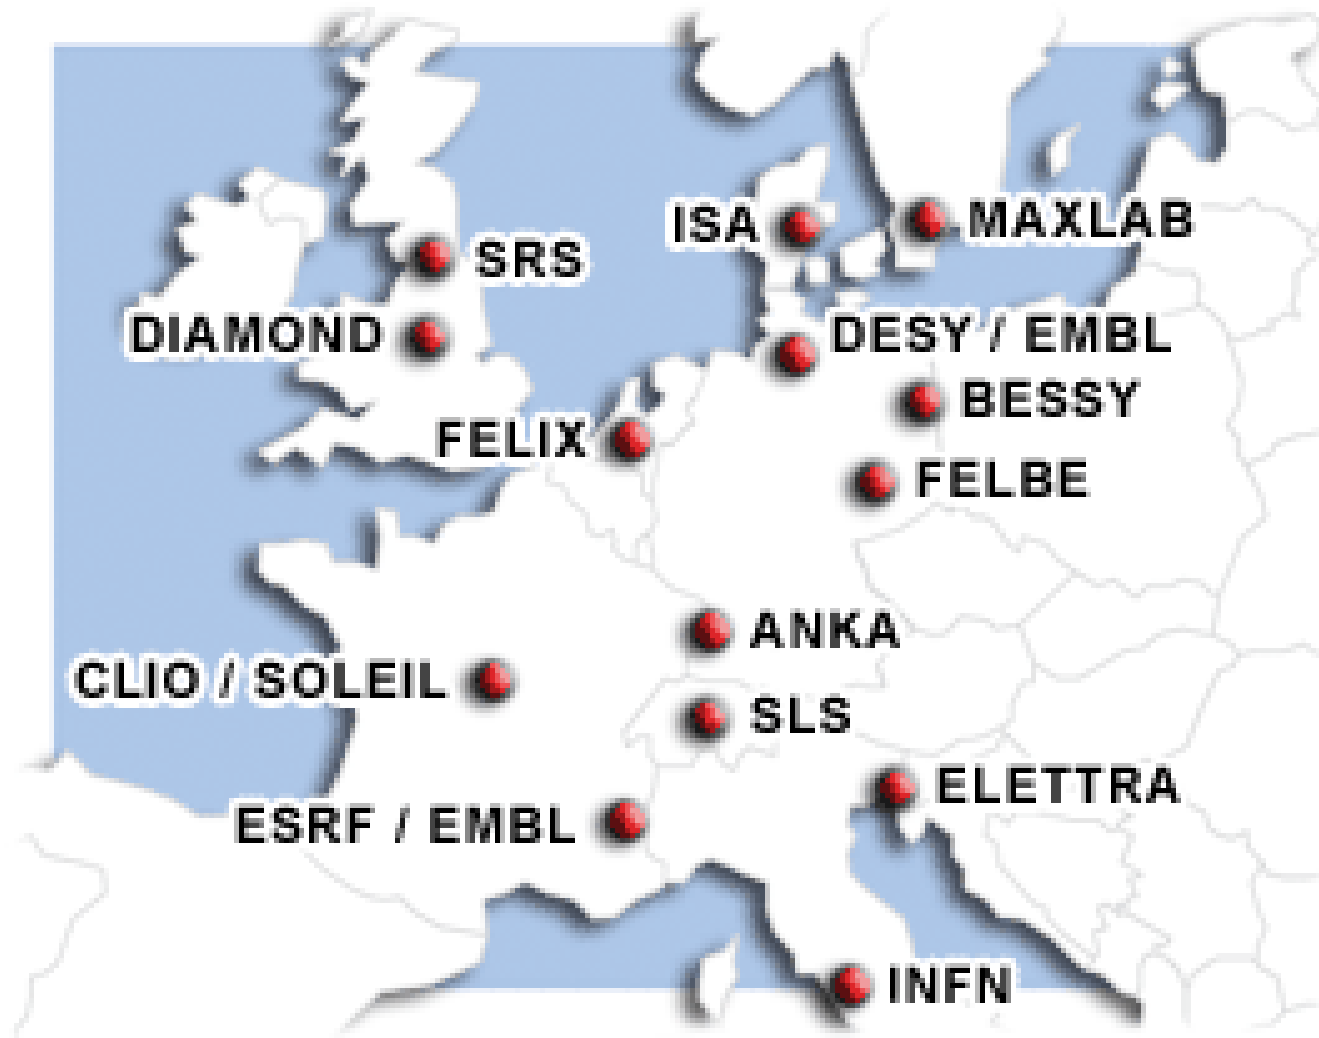 ISA
MAXLAB
SRS
DIAMOND
DESY / EMBL
BESSY
FELIX
FELBE
ANKA
CLIO / SOLEIL
SLS
ELETTRA
ESRF / EMBL
INFN